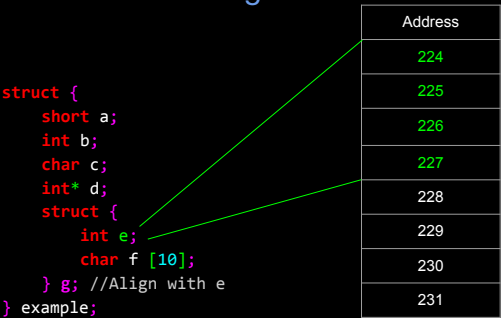 Address
224
225
226
227
228
229
230
231
struct {
    short a;
    int b;
    char c;
    int* d;
    struct {
        int e;
        char f [10];
    } g; //Align with e
} example;